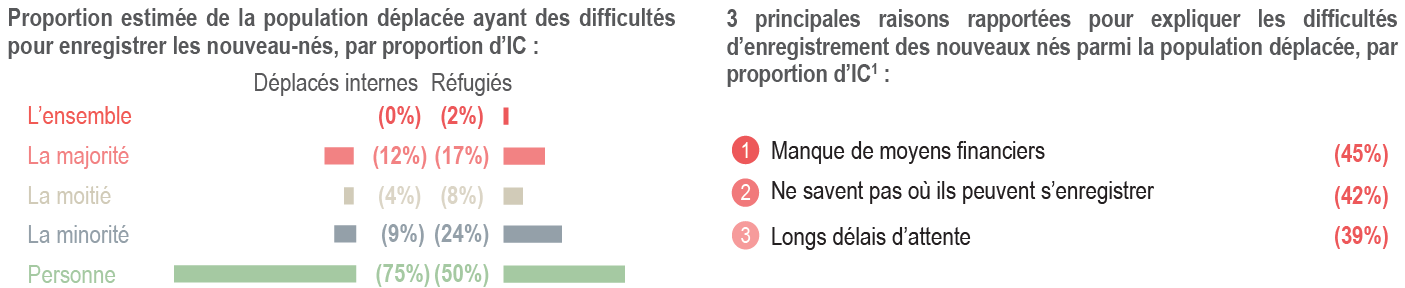 Proportion estimée de la population déplacée ayant des difficultés
pour enregistrer les nouveau-nés, par proportion d’IC :
Déplacés internes Réfugiés
L’ensemble (0%) (2%)
La majorité (12%) (17%)
La moitié (4%) (8%)
La minorité (9%) (24%)
Personne (75%) (50%)
3 principales raisons rapportées pour expliquer les difficultés
d’enregistrement des nouveaux nés parmi la population déplacée, par
proportion d’IC¹ :
1 Manque de moyens financiers (45%)
2 Ne savent pas où ils peuvent s’enregistrer (42%)
3 Longs délais d’attente (39%)